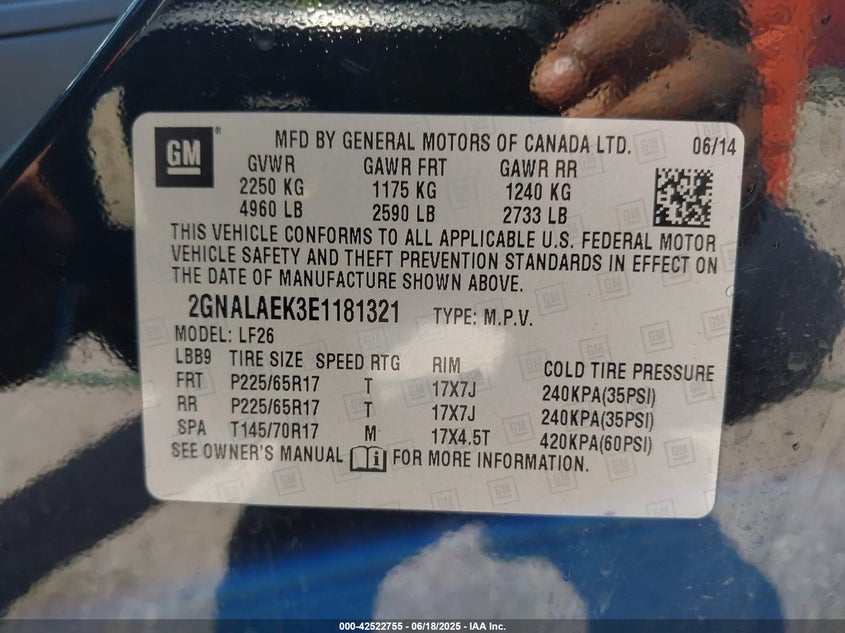 GM ® MFD BY GENERAL MOTORS OF CANADA LTD. 06/14
GVWR GAWR FRT GAWR RR
2250 KG 1175 KG 1240 KG
4960 LB 2590 LB 2733 LB
THIS VEHICLE CONFORMS TO ALL APPLICABLE U.S. FEDERAL MOTOR
VEHICLE SAFETY AND THEFT PREVENTION STANDARDS IN EFFECT ON
THE DATE OF MANUFACTURE SHOWN ABOVE.
2GNALAEK3E1181321 TYPE: M.P.V.
MODEL: LF26
LBB9 TIRE SIZE SPEED RTG RIM COLD TIRE PRESSURE
FRT P225/65R17 T 17X7J 240KPA(35PSI)
RR P225/65R17 T 17X7J 240KPA(35PSI)
SPA T145/70R17 M 17X4.5T 420KPA(60PSI)
SEE OWNER'S MANUAL FOR MORE INFORMATION.
000-42522755 - 06/18/2025 - IAA Inc.